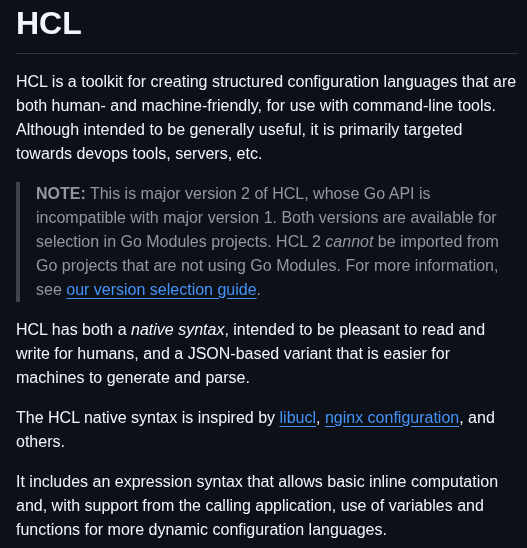 HCL
HCL is a toolkit for creating structured configuration languages that are
both human- and machine-friendly, for use with command-line tools.
Although intended to be generally useful, it is primarily targeted
towards devops tools, servers, etc.
NOTE: This is major version 2 of HCL, whose Go API is
incompatible with major version 1. Both versions are available for
selection in Go Modules projects. HCL 2 cannot be imported from
Go projects that are not using Go Modules. For more information,
see our version selection guide.
HCL has both a native syntax, intended to be pleasant to read and
write for humans, and a JSON-based variant that is easier for
machines to generate and parse.
The HCL native syntax is inspired by libucl, nginx configuration, and
others.
It includes an expression syntax that allows basic inline computation
and, with support from the calling application, use of variables and
functions for more dynamic configuration languages.